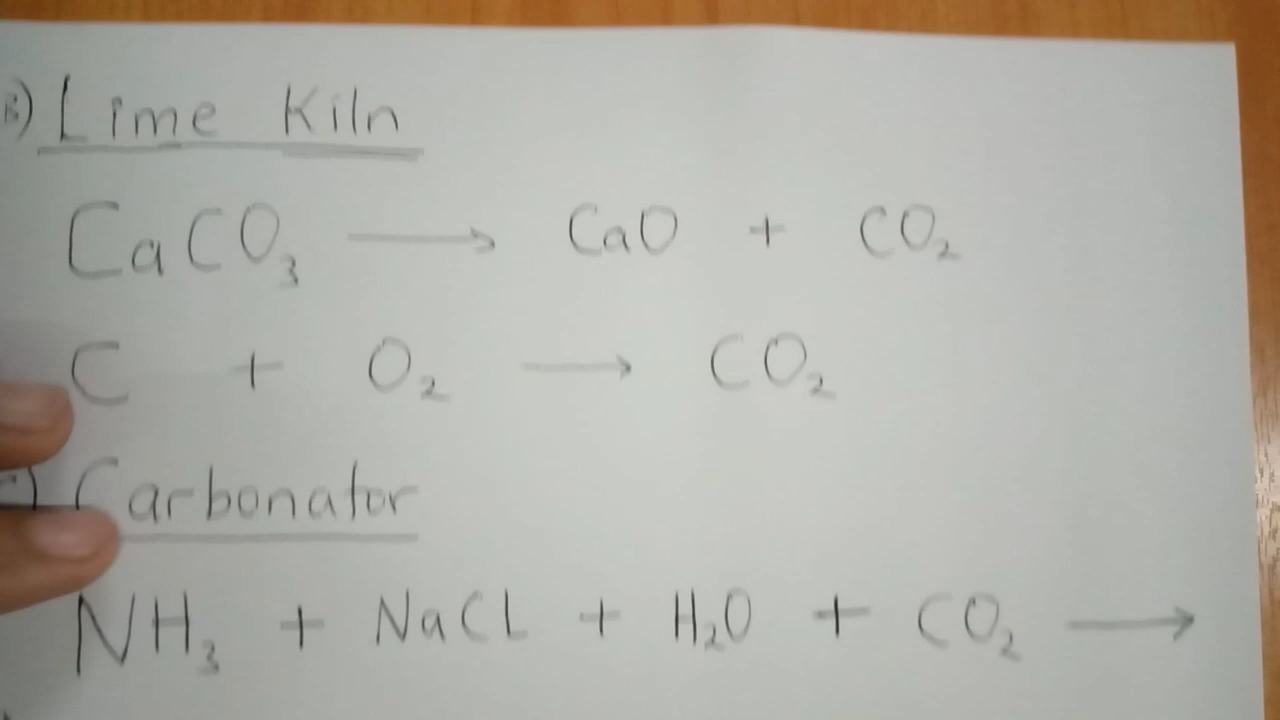 B) Lime Kiln
CaCO₃ ⟶ CaO + CO₂
C + O₂ ⟶ CO₂
Carbonator
NH₃ + NaCl + H₂O + CO₂ ⟶